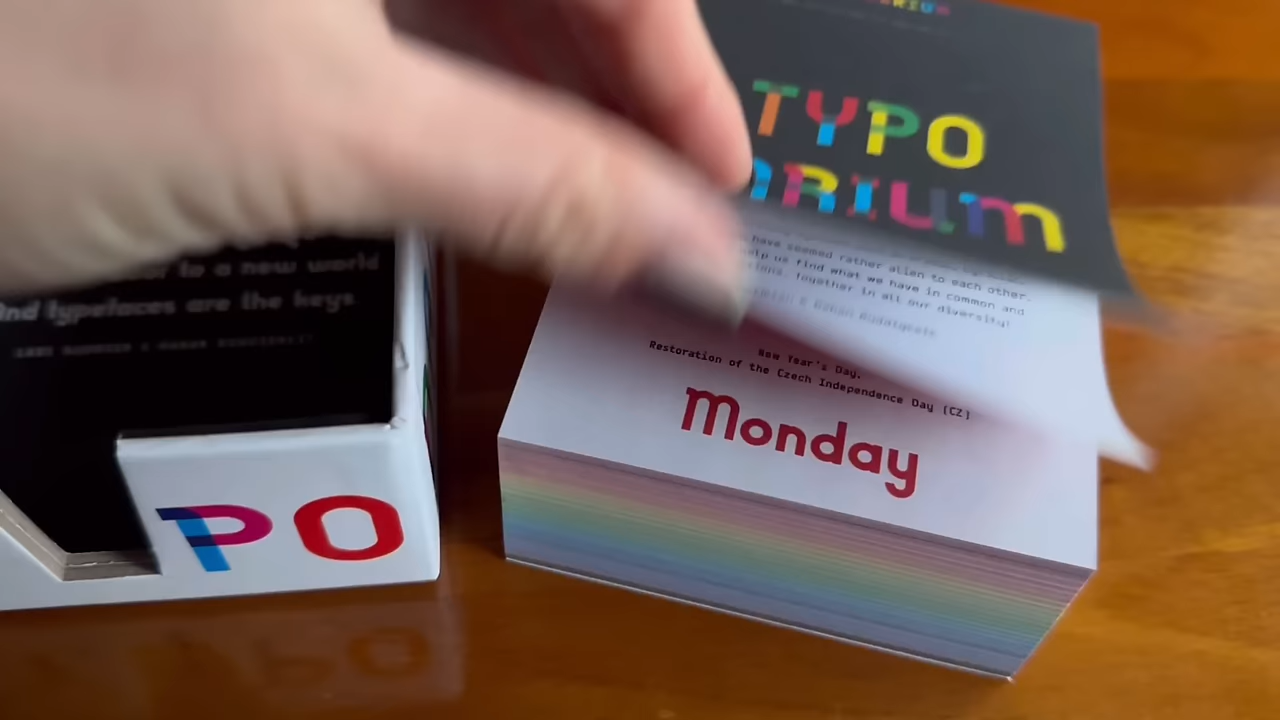 to a new world
and typefaces are the keys.
PO
TYPO
RIUM
have seemed rather alien to each other.
us find what we have in common and
Together in all our diversity!
New Year's Day,
Restoration of the Czech Independence Day (CZ)
Monday